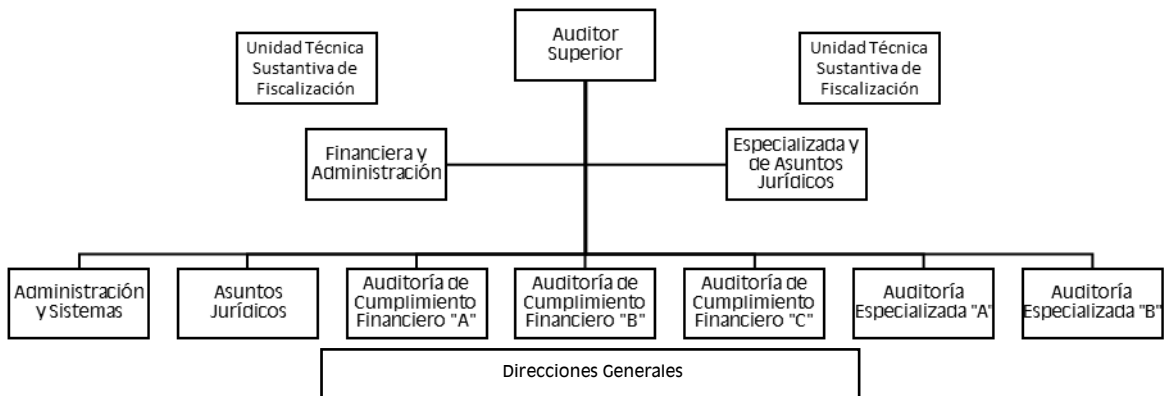 Auditor
Superior
Unidad Técnica
Sustantiva de
Fiscalización
Unidad Técnica
Sustantiva de
Fiscalización
Financiera y
Administración
Especializada y
de Asuntos
Jurídicos
Administración
y Sistemas
Asuntos
Jurídicos
Auditoría de
Cumplimiento
Financiero "A"
Auditoría de
Cumplimiento
Financiero "B"
Auditoría de
Cumplimiento
Financiero "C"
Auditoría
Especializada "A"
Auditoría
Especializada "B"
Direcciones Generales